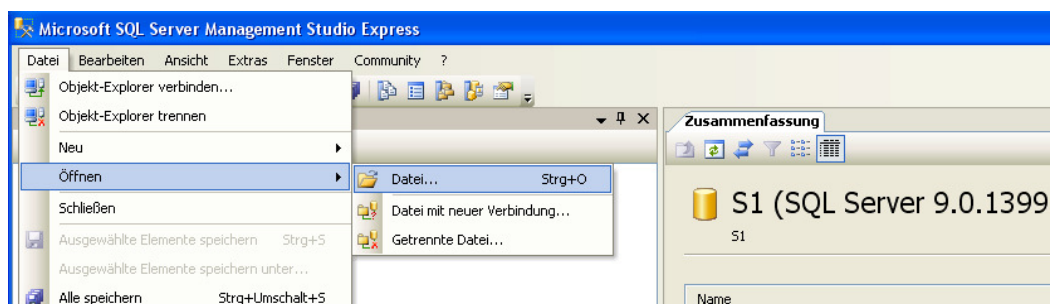 Microsoft SQL Server Management Studio Express
Datei Bearbeiten Ansicht Extras Fenster Community ?
Objekt-Explorer verbinden...
Objekt-Explorer trennen
Neu
Öffnen
Schließen
Ausgewählte Elemente speichern Strg+S
Ausgewählte Elemente speichern unter...
Alle speichern Strg+Umschalt+S
Datei... Strg+O
Datei mit neuer Verbindung...
Getrennte Datei...
Zusammenfassung
S1 (SQL Server 9.0.1399
S1
Name